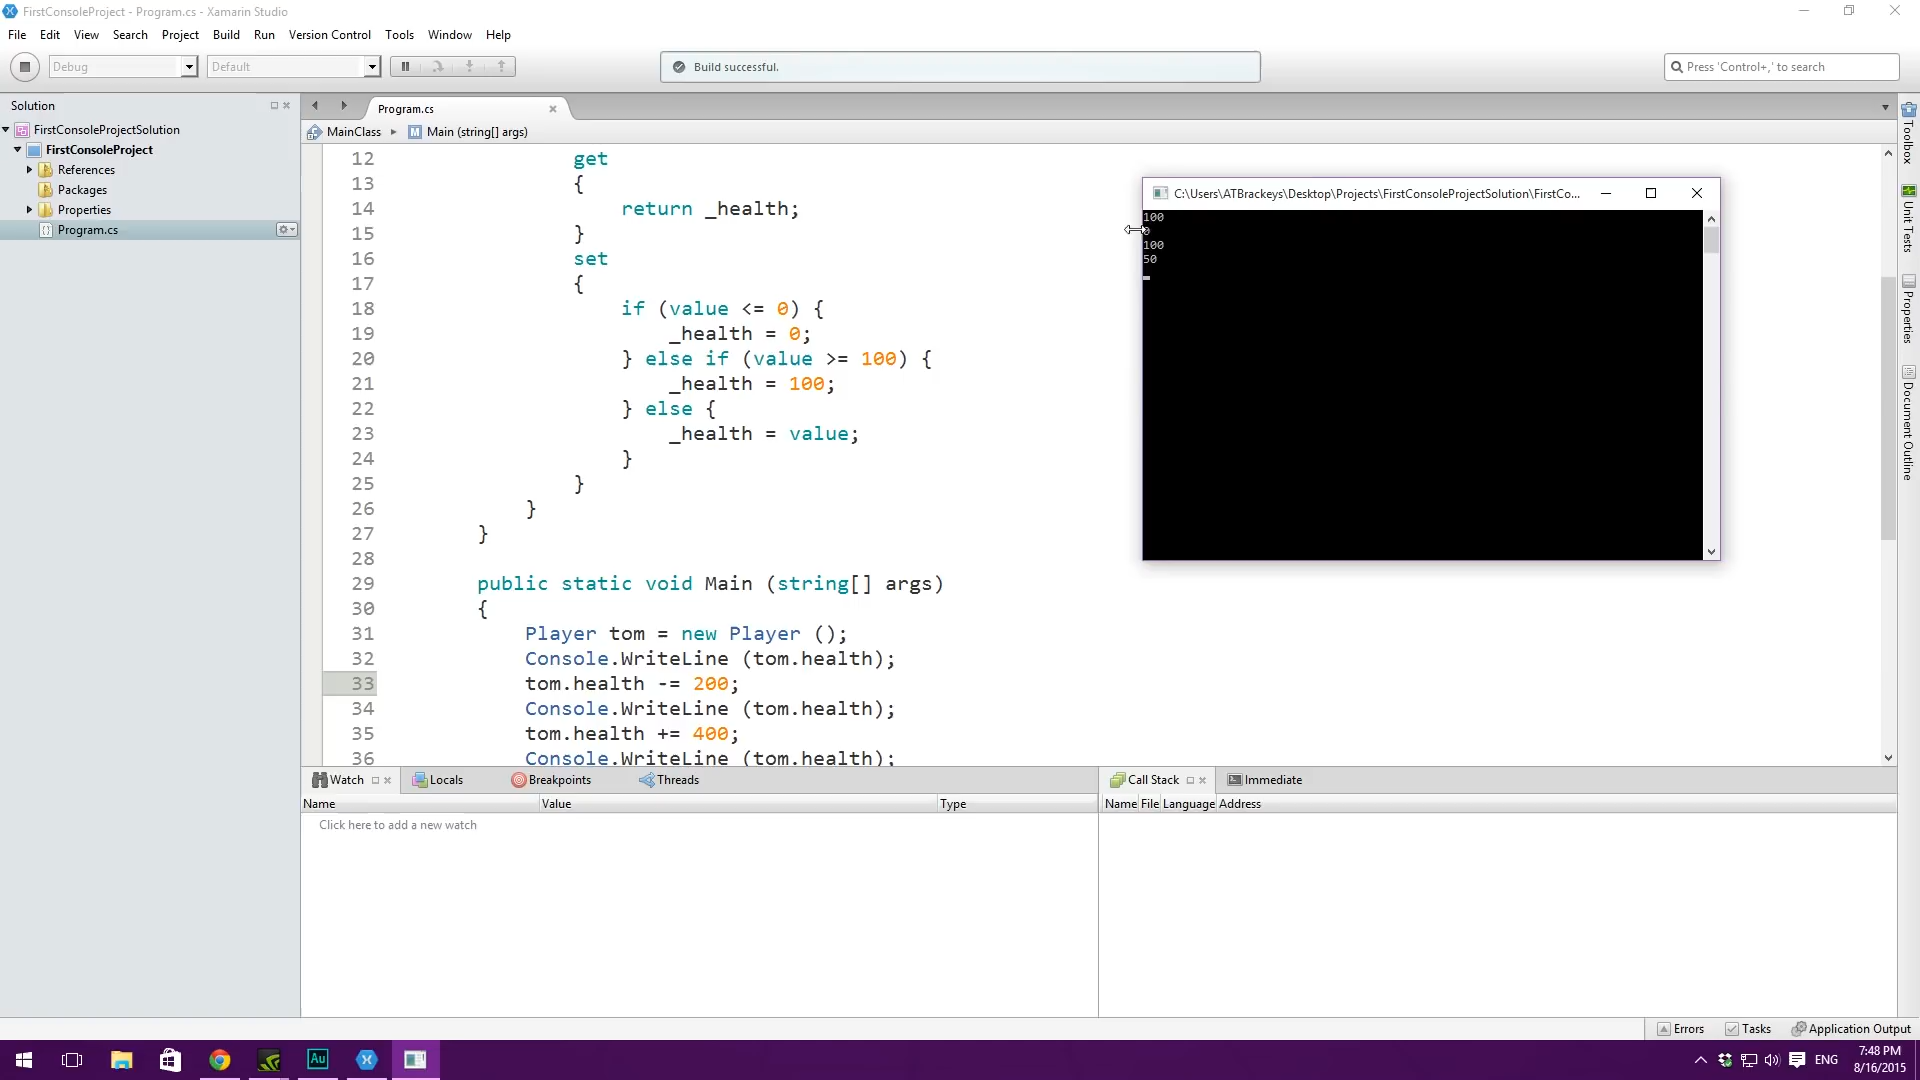 FirstConsoleProject - Program.cs - Xamarin Studio
File Edit View Search Project Build Run Version Control Tools Window Help
Debug Default Build successful. Press 'Control+,' to search
Solution
FirstConsoleProjectSolution
FirstConsoleProject
References
Packages
Properties
Program.cs
Program.cs
MainClass Main (string[] args)
12 get
13 {
14 return _health;
15 }
16 set
17 {
18 if (value <= 0) {
19 _health = 0;
20 } else if (value >= 100) {
21 _health = 100;
22 } else {
23 _health = value;
24 }
25 }
26 }
27 }
28
29 public static void Main (string[] args)
30 {
31 Player tom = new Player ();
32 Console.WriteLine (tom.health);
33 tom.health -= 200;
34 Console.WriteLine (tom.health);
35 tom.health += 400;
36 Console.WriteLine (tom.health);
C:\Users\ATBrackeys\Desktop\Projects\FirstConsoleProjectSolution\FirstCo...
100
0
100
50
Toolbox
Unit Tests
Properties
Document Outline
Watch Locals Breakpoints Threads
Name Value Type
Click here to add a new watch
Call Stack Immediate
Name File Language Address
Errors Tasks Application Output
Au
ENG
7:48 PM
8/16/2015